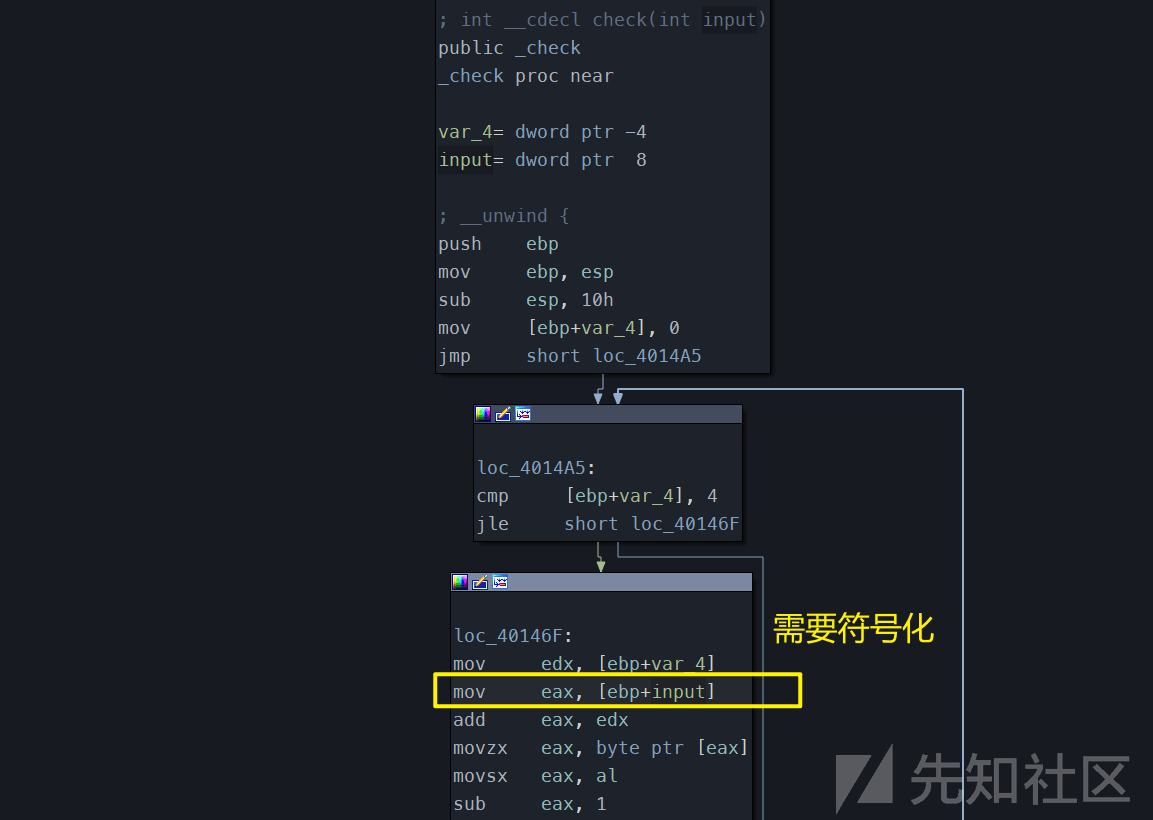 ; int __cdecl check(int input)
public _check
_check proc near
var_4= dword ptr -4
input= dword ptr  8
; __unwind {
push    ebp
mov     ebp, esp
sub     esp, 10h
mov     [ebp+var_4], 0
jmp     short loc_4014A5
loc_4014A5:
cmp     [ebp+var_4], 4
jle     short loc_40146F
loc_40146F:
mov     edx, [ebp+var_4]
mov     eax, [ebp+input]
add     eax, edx
movzx   eax, byte ptr [eax]
movsx   eax, al
sub     eax, 1
需要符号化
先知社区